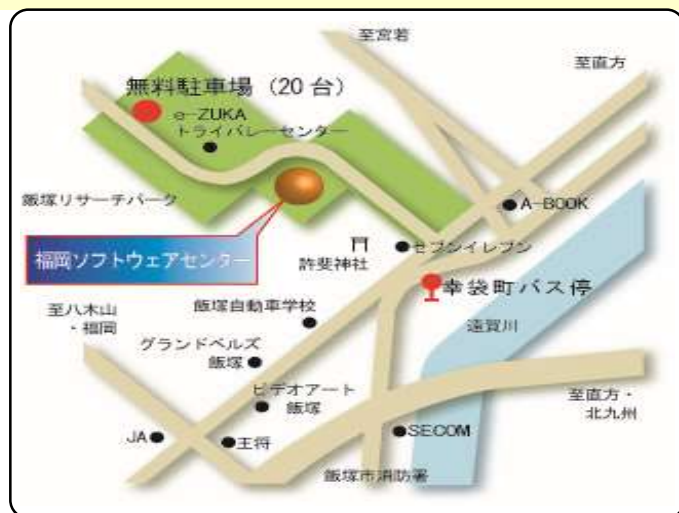 至宮若
至直方
無料駐車場（20台）
e-ZUKA
トライバレーセンター
飯塚リサーチパーク
A-BOOK
福岡ソフトウェアセンター
セブンイレブン
許斐神社
幸袋町バス停
至八木山
・福岡
飯塚自動車学校
遠賀川
グランドベルズ
飯塚
ビデオアート
飯塚
至直方・
北九州
JA
王将
SECOM
飯塚市消防署